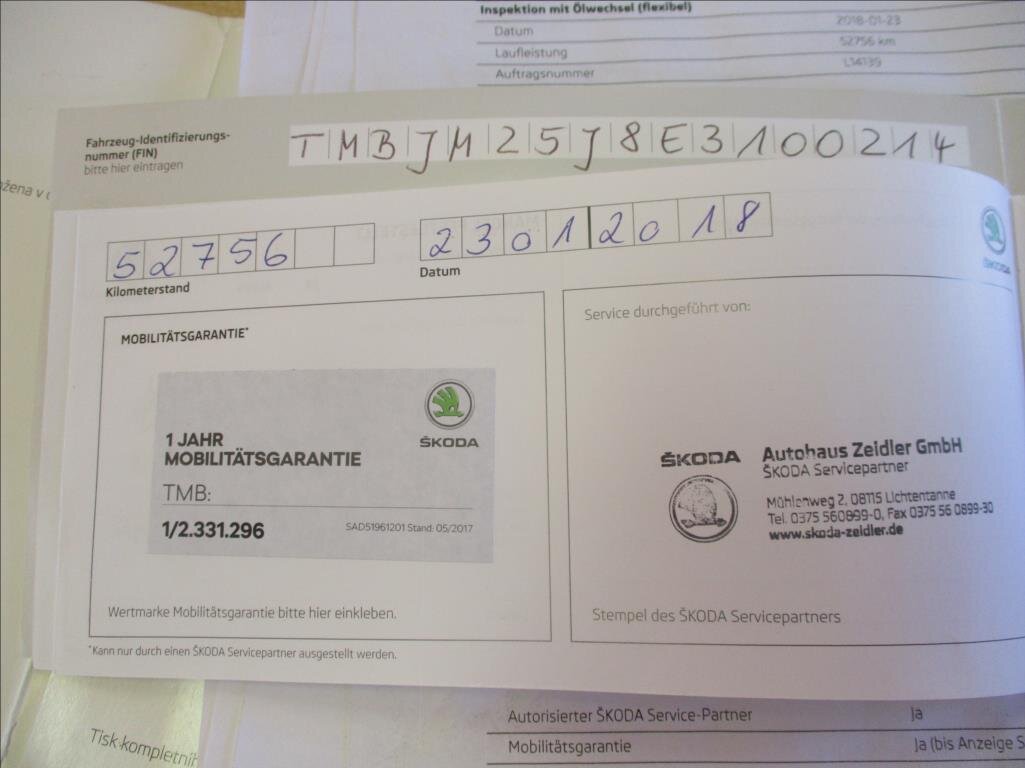 Inspektion mit Ölwechsel (flexibel)
Datum 2018-01-23
Laufleistung 52756 km
Auftragsnummer L14139
Fahrzeug-Identifizierungs-
nummer (FIN)
bitte hier eintragen
TMBJM25J8E3100214
52756
Kilometerstand
23012018
Datum
ŠKODA
MOBILITÄTSGARANTIE*
ŠKODA
1 JAHR
MOBILITÄTSGARANTIE
TMB:
1/2.331.296
SAD51961201 Stand: 05/2017
Wertmarke Mobilitätsgarantie bitte hier einkleben.
*Kann nur durch einen ŠKODA Servicepartner ausgestellt werden.
Service durchgeführt von:
ŠKODA
Autohaus Zeidler GmbH
ŠKODA Servicepartner
Mühlenweg 2, 08115 Lichtentanne
Tel. 0375 560899-0, Fax 0375 56 0899-30
www.skoda-zeidler.de
Stempel des ŠKODA Servicepartners
Autorisierter ŠKODA Service-Partner Ja
Mobilitätsgarantie Ja (bis Anzeige S
Tisk-kompletní